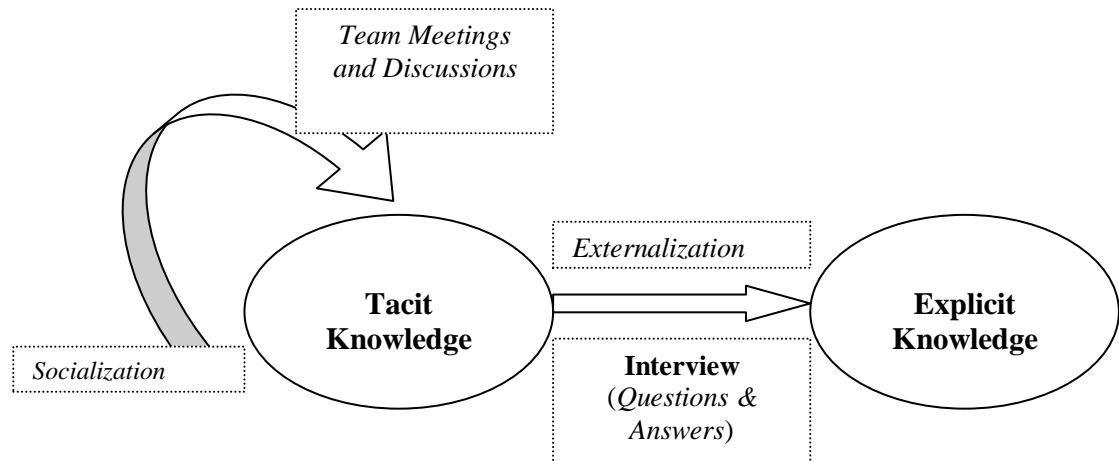 Team Meetings
and Discussions
Socialization
Tacit
Knowledge
Externalization
Interview
(Questions &
Answers)
Explicit
Knowledge